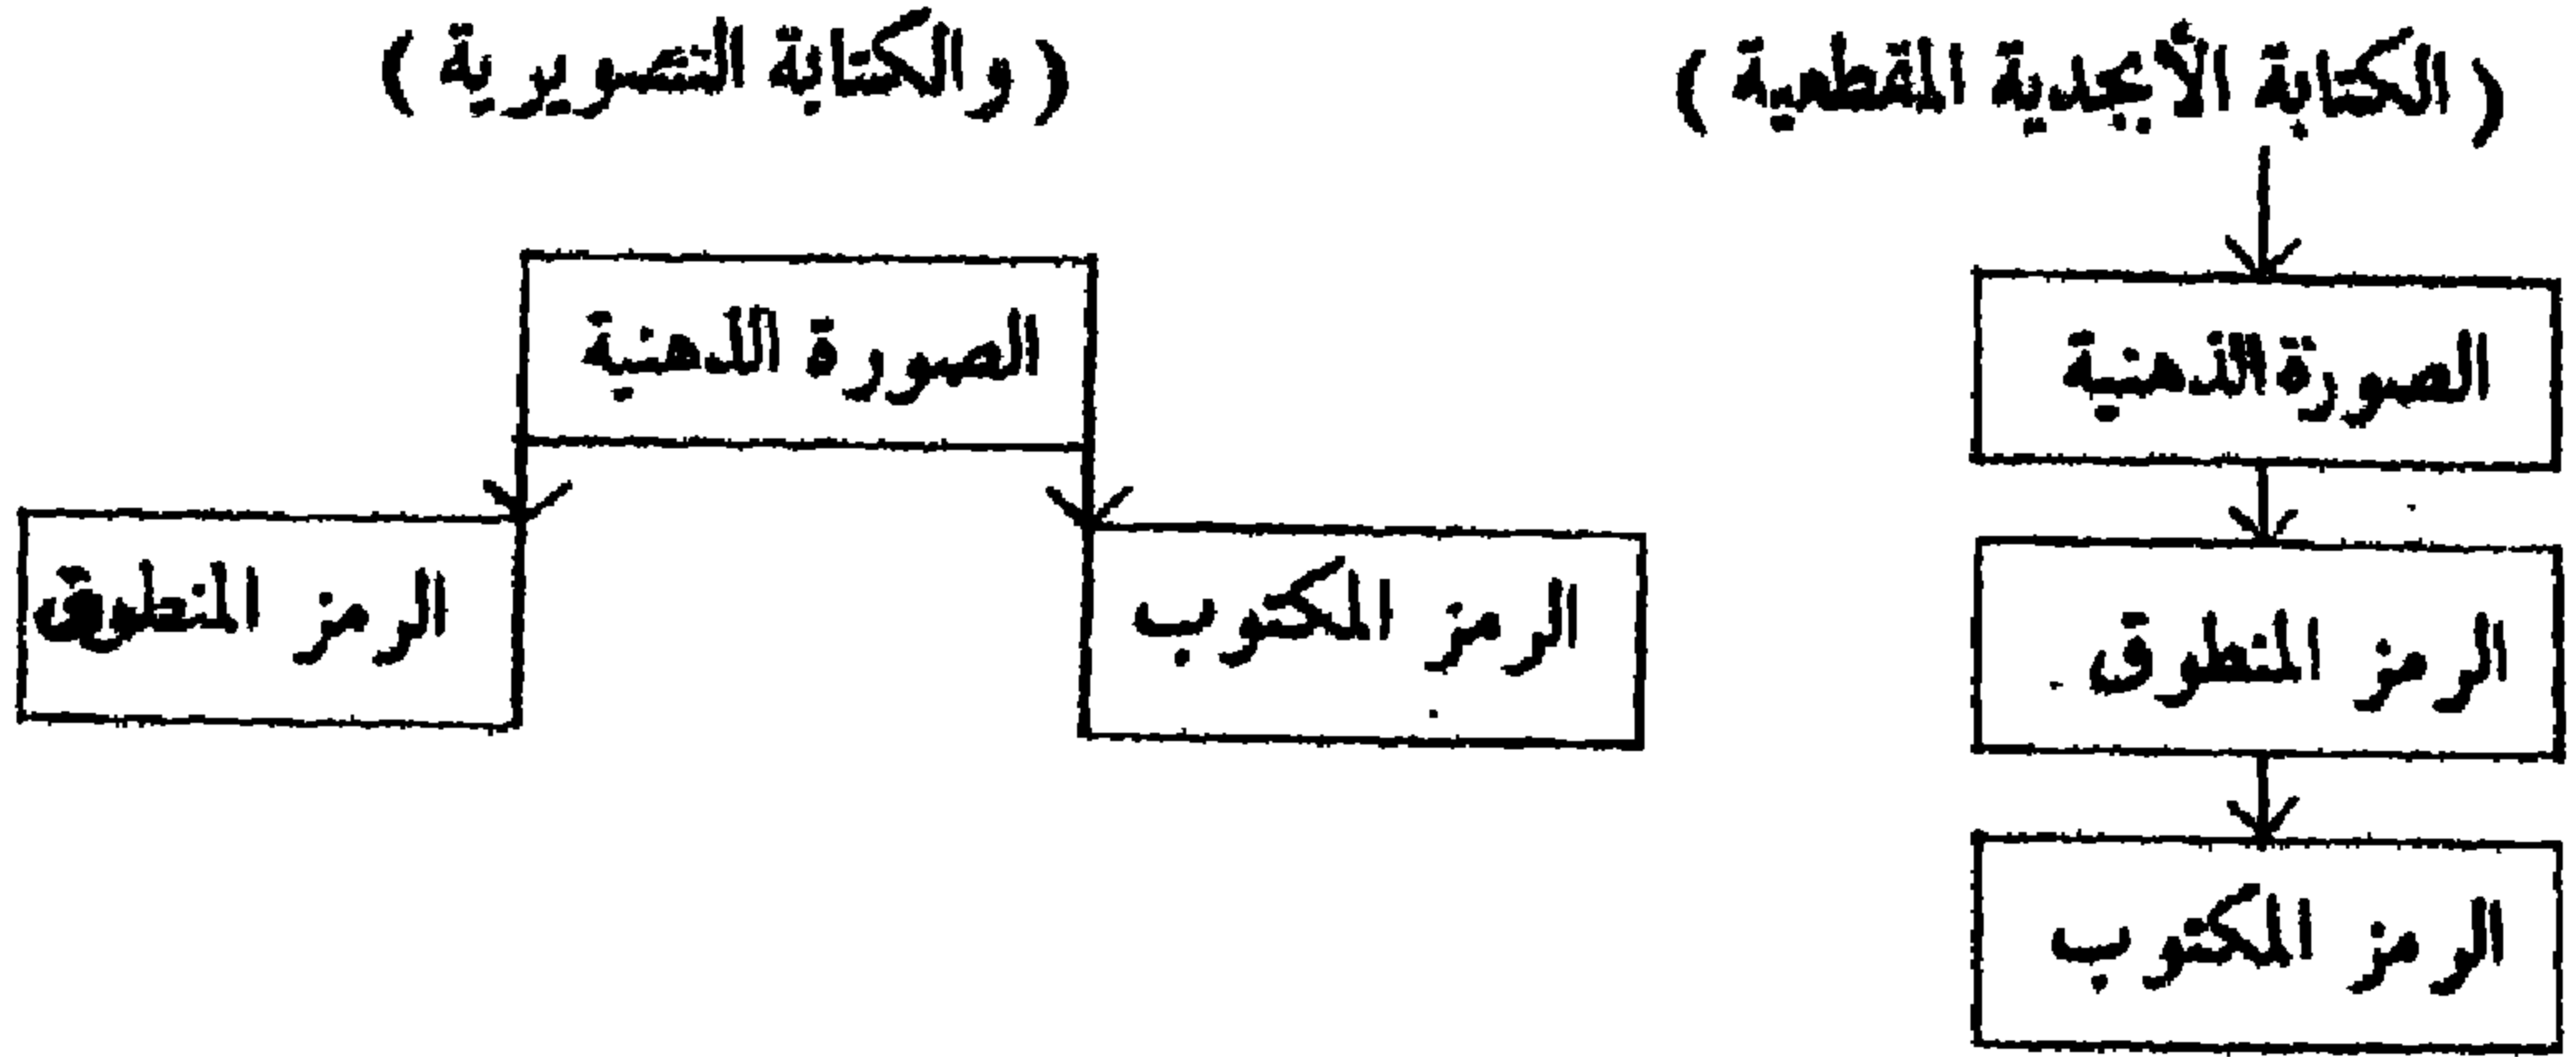 ( الكتابة الأبجدية المقطعية )
الصورة الذهنية
الرمز المنطوق
الرمز المكتوب
( والكتابة التصويرية )
الصورة الذهنية
الرمز المكتوب
الرمز المنطوق